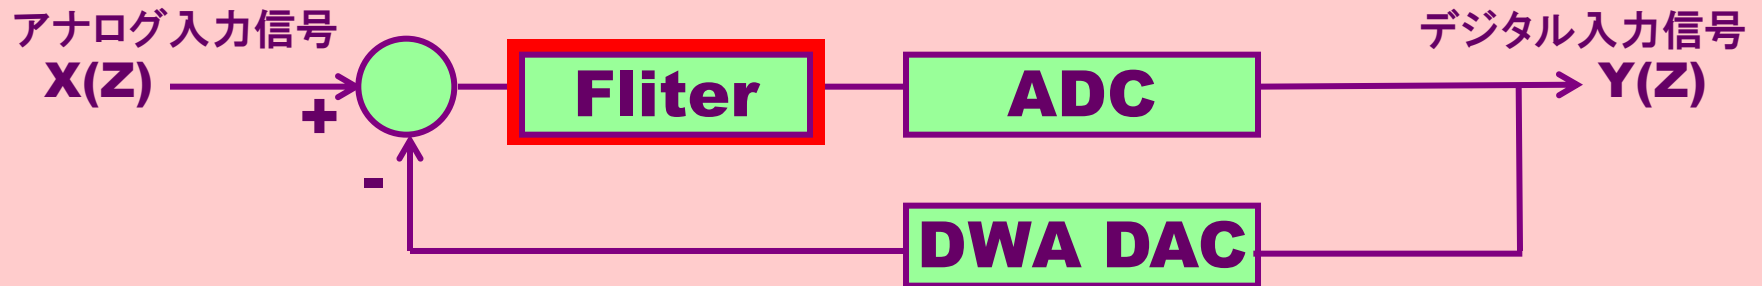 アナログ入力信号
X(Z)
+
-
Fliter
ADC
DWA DAC
デジタル入力信号
Y(Z)